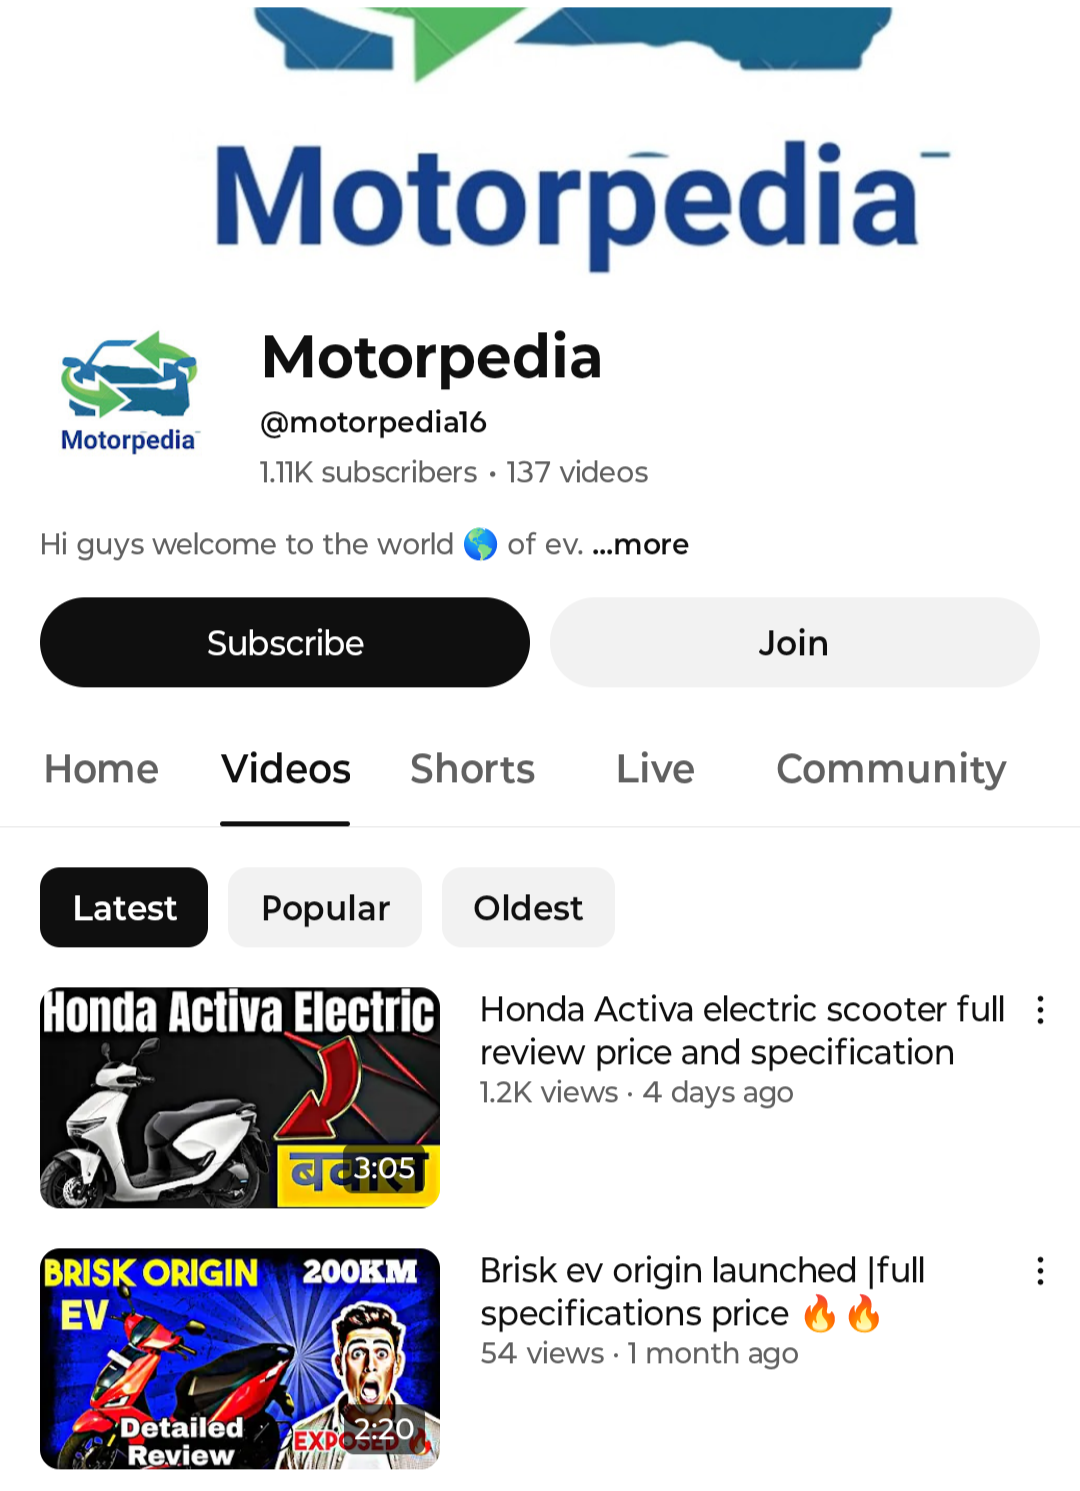 Motorpedia
Motorpedia
Motorpedia
@motorpedia16
1.11K subscribers • 137 videos
Hi guys welcome to the world 🌎 of ev. ...more
Subscribe
Join
Home
Videos
Shorts
Live
Community
Latest
Popular
Oldest
Honda Activa Electric
3:05
Honda Activa electric scooter full
review price and specification
1.2K views · 4 days ago
BRISK ORIGIN
EV
200KM
Detailed
Review
EXPOSED
2:20
Brisk ev origin launched |full
specifications price 🔥🔥
54 views · 1 month ago